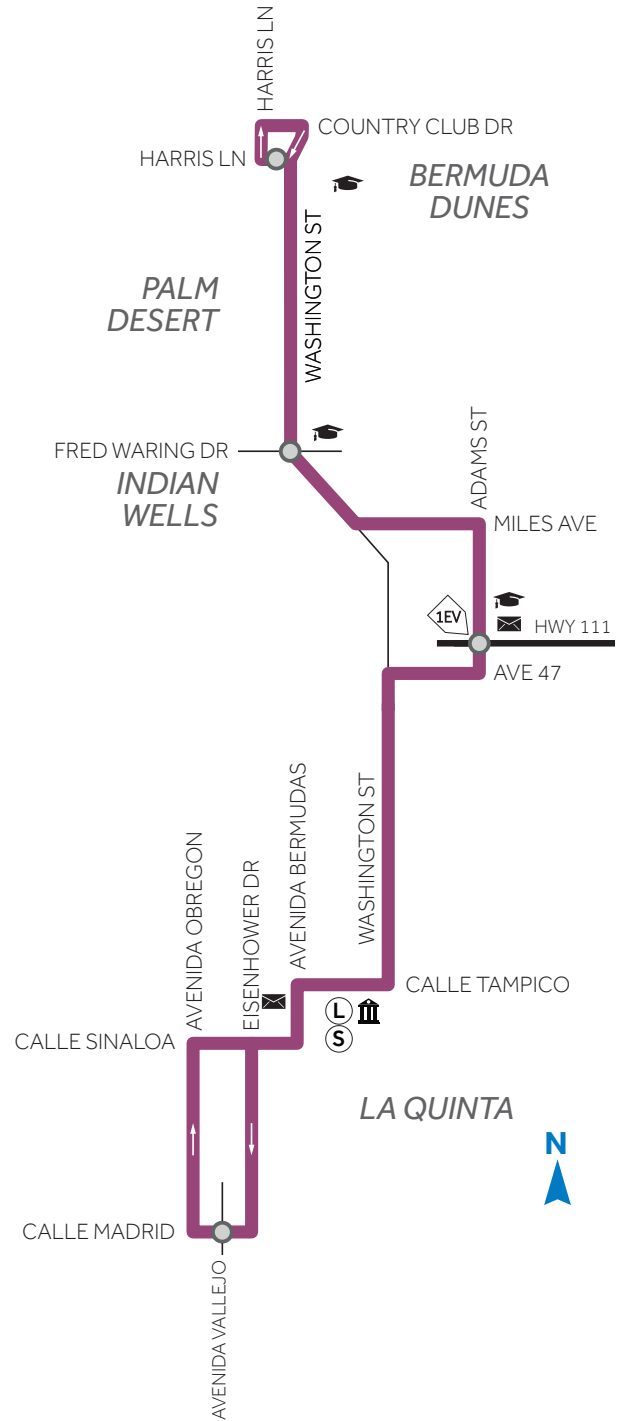 HARRIS LN
COUNTRY CLUB DR
HARRIS LN
BERMUDA
DUNES
WASHINGTON ST
PALM
DESERT
FRED WARING DR
INDIAN
WELLS
ADAMS ST
MILES AVE
1EV
HWY 111
AVE 47
WASHINGTON ST
AVENIDA BERMUDAS
AVENIDA OBREGON
EISENHOWER DR
CALLE TAMPICO
L
S
CALLE SINALOA
LA QUINTA
N
CALLE MADRID
AVENIDA VALLEJO